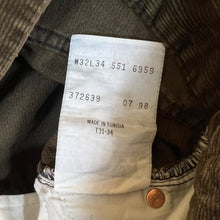 W32L34 551 6959
372639 07 98
MADE IN TUNISIA
T31-34